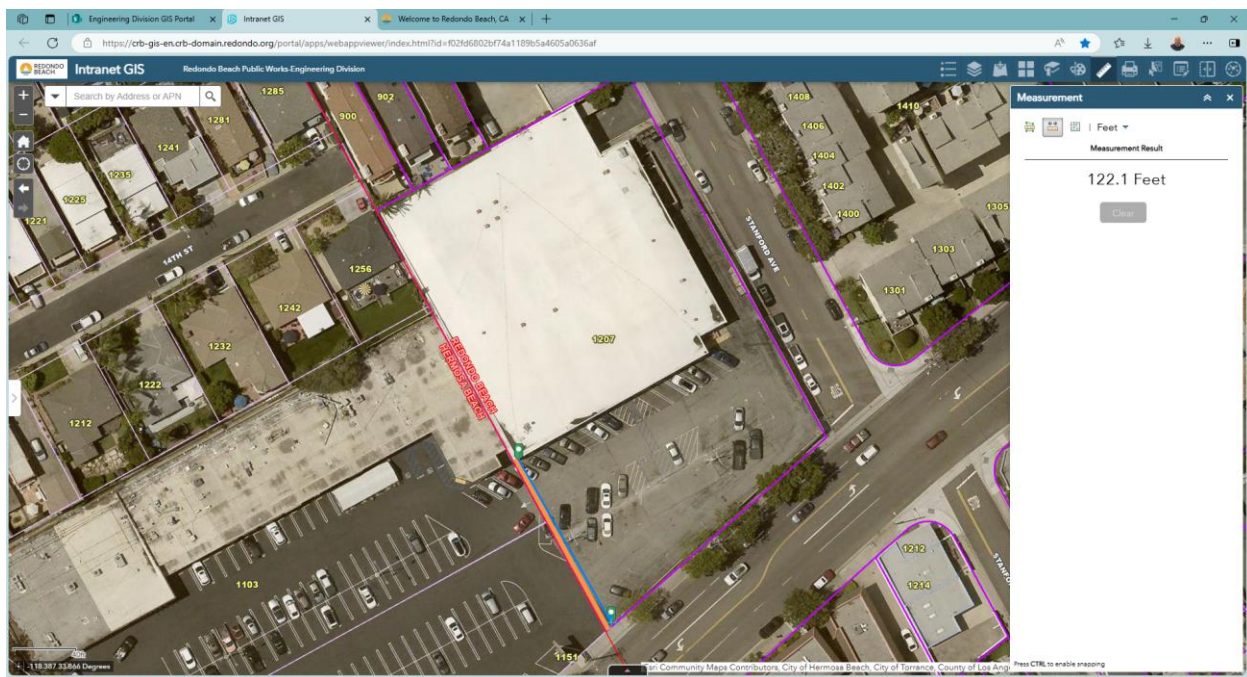 Engineering Division GIS Portal
Intranet GIS
Welcome to Redondo Beach, CA
https://crb-gis-en.crb-domain.redondo.org/portal/apps/webappviewer/index.html?id=f02fd6802bf74a1189b5a4605a0636af
REDONDO
BEACH
Intranet GIS
Redondo Beach Public Works-Engineering Division
Search by Address or APN
Measurement
Feet
Measurement Result
122.1 Feet
Clear
1285
902
900
1281
1241
1235
1225
1221
14TH ST
1256
1242
1232
1222
1212
1408
1410
1406
1404
1402
1400
1305
1303
1301
STANFORD AVE
1207
REDONDO BEACH
HERMOSA BEACH
1103
1151
1212
1214
40ft
-118.387 33.866 Degrees
Esri Community Maps Contributors, City of Hermosa Beach, City of Torrance, County of Los Ang
Press CTRL to enable snapping